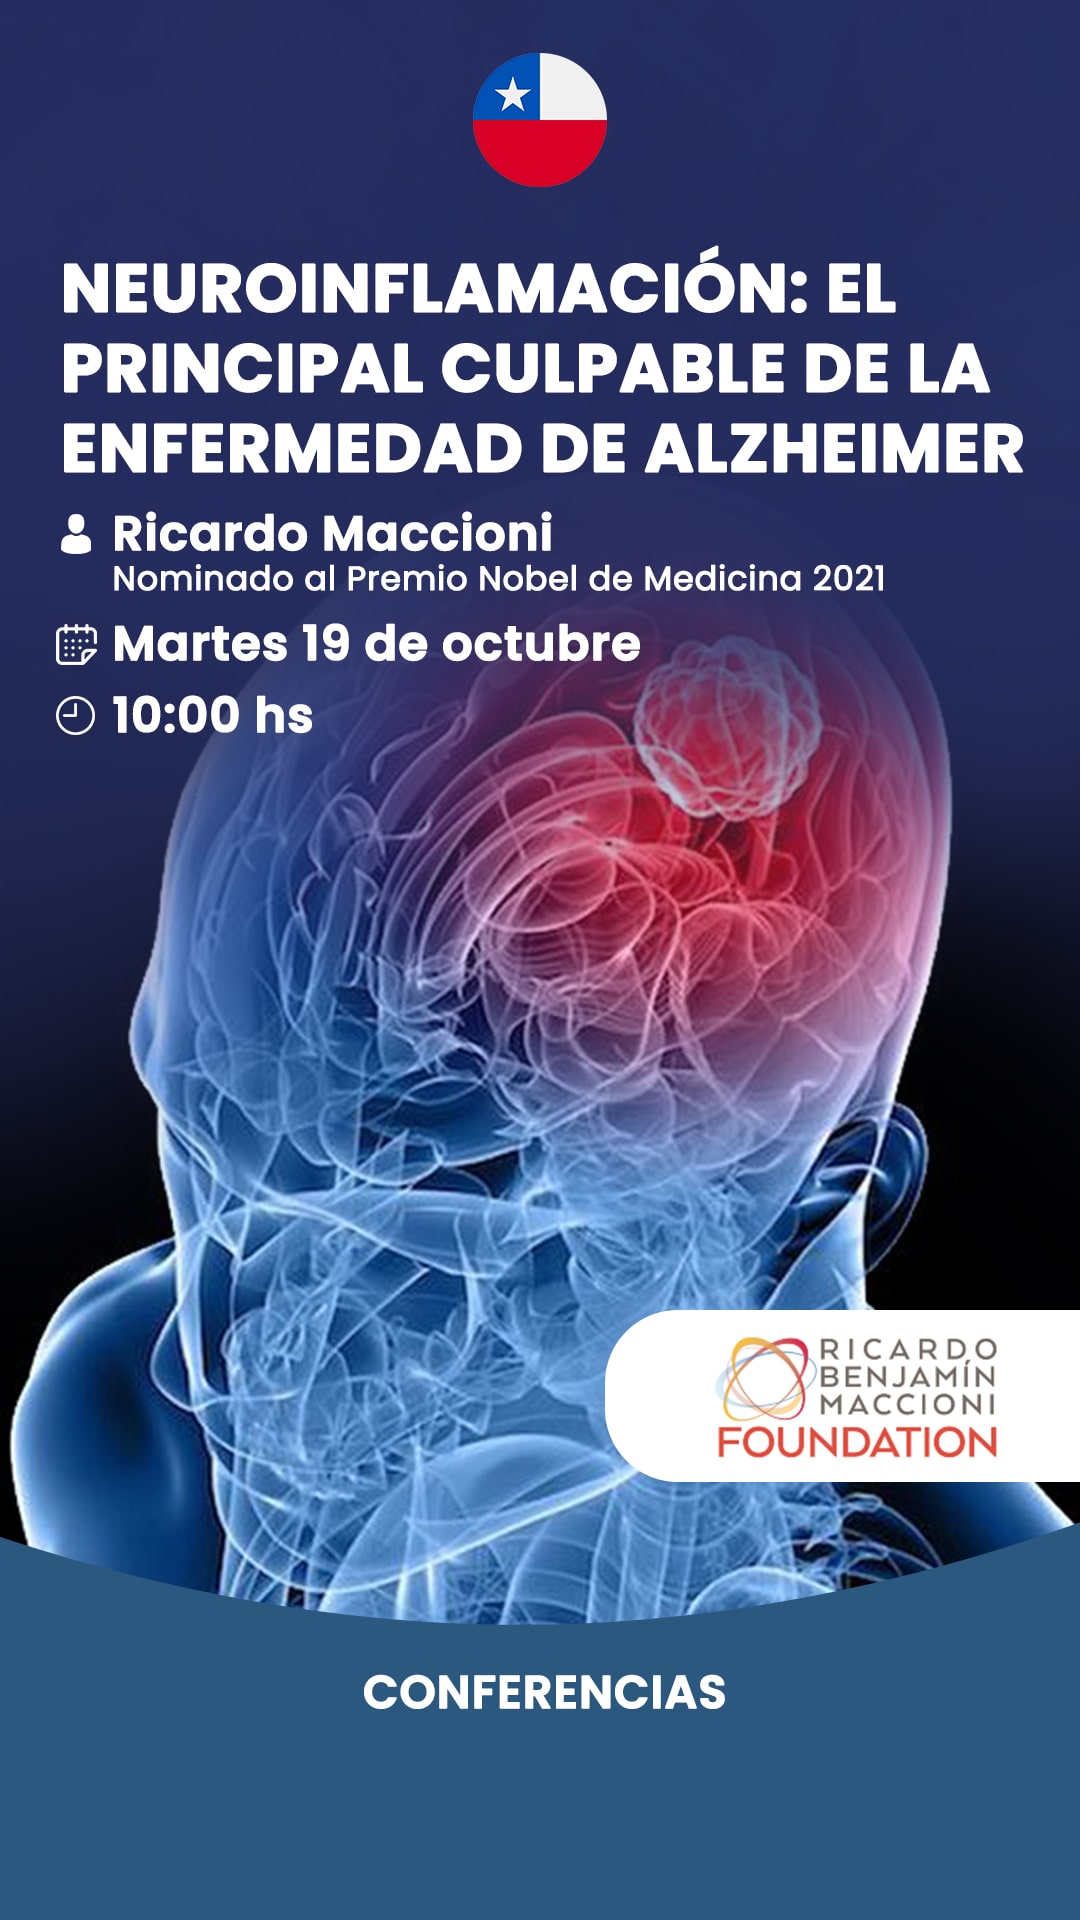 NEUROINFLAMACIÓN: EL
PRINCIPAL CULPABLE DE LA
ENFERMEDAD DE ALZHEIMER
Ricardo Maccioni
Nominado al Premio Nobel de Medicina 2021
Martes 19 de octubre
10:00 hs
RICARDO
BENJAMÍN
MACCIONI
FOUNDATION
CONFERENCIAS